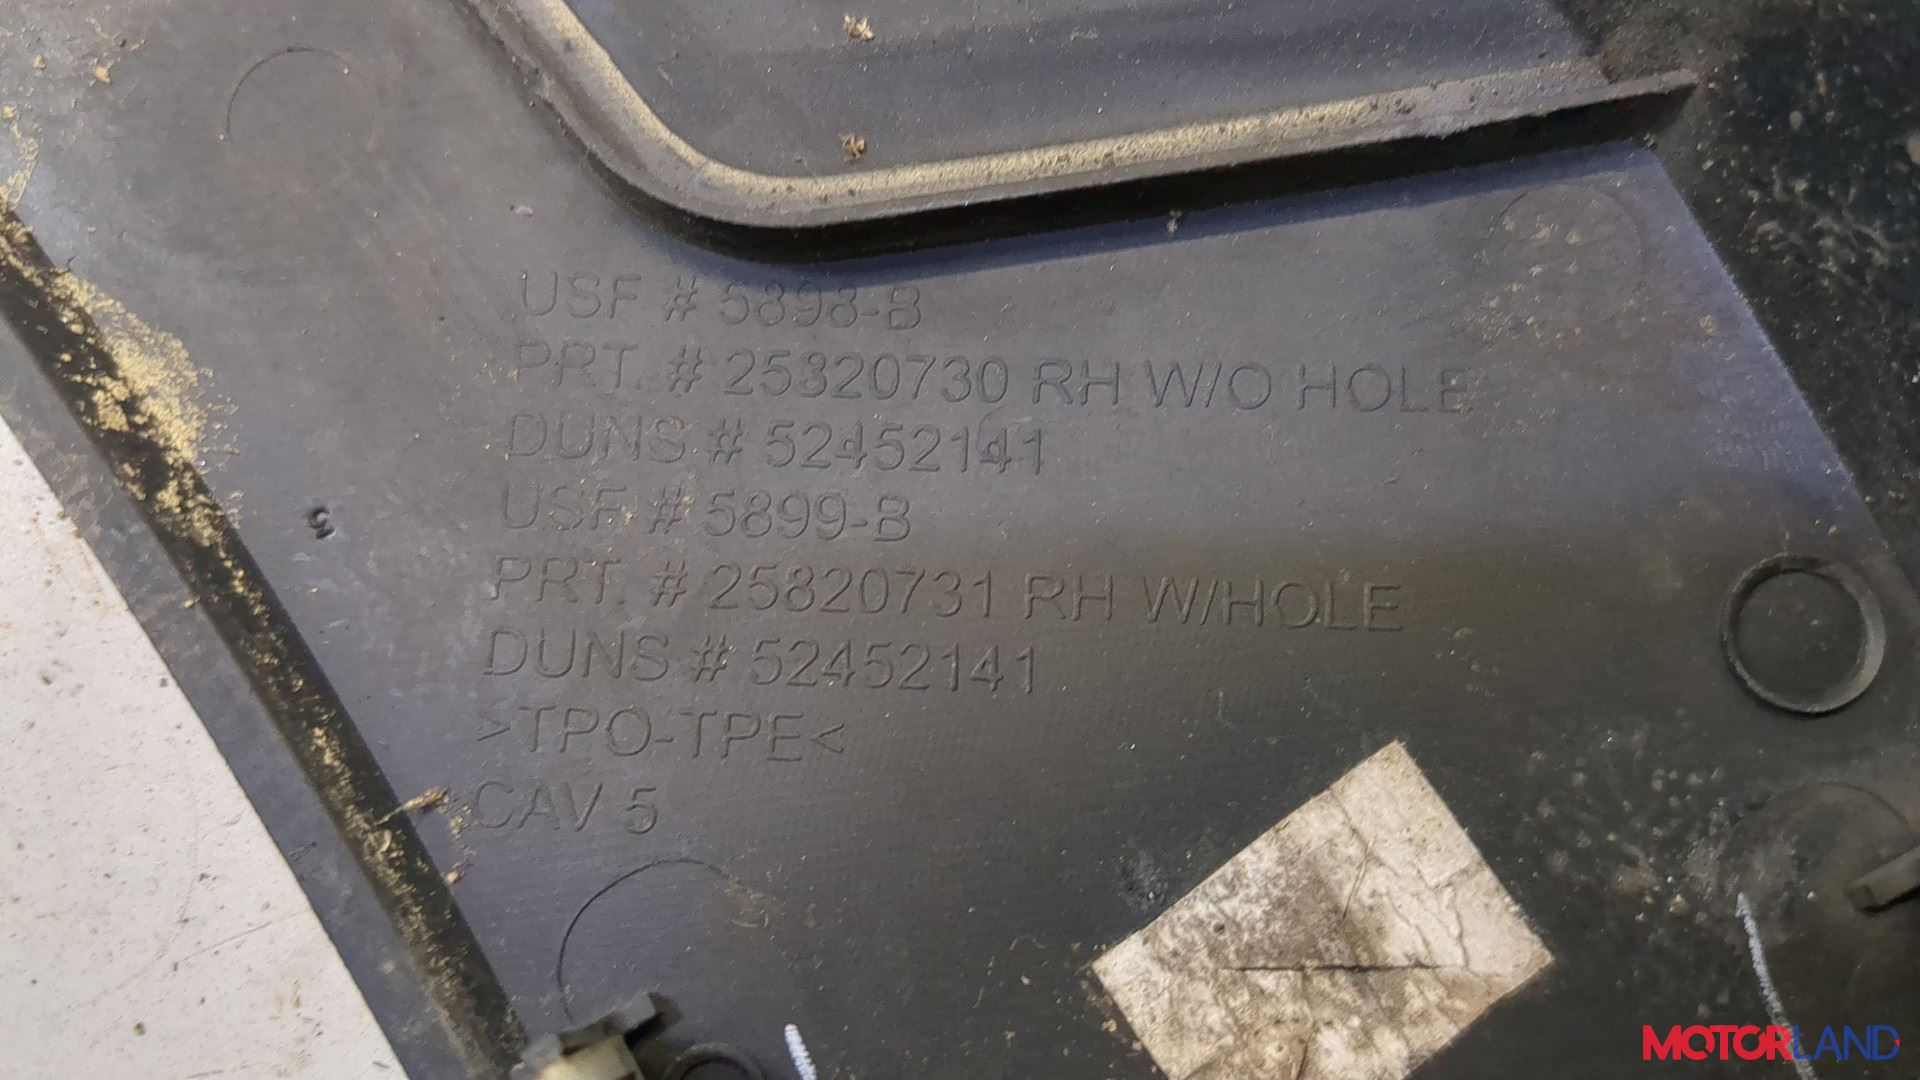 USF # 5898-B
PRT. # 25820730 RH W/O HOLE
DUNS # 52452141
USF # 5899-B
PRT. # 25820731 RH W/HOLE
DUNS # 52452141
>TPO-TPE<
CAV 5
MOTORLAND